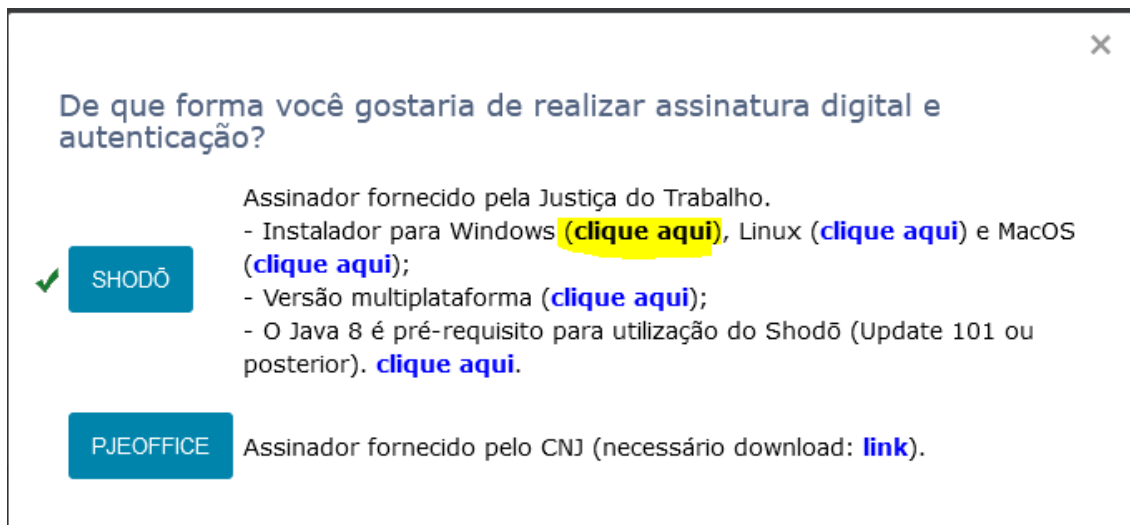 ×
De que forma você gostaria de realizar assinatura digital e
autenticação?
Assinador fornecido pela Justiça do Trabalho.
- Instalador para Windows (clique aqui), Linux (clique aqui) e MacOS
(clique aqui);
SHODŌ
- Versão multiplataforma (clique aqui);
- O Java 8 é pré-requisito para utilização do Shodō (Update 101 ou
posterior). clique aqui.
PJEOFFICE
Assinador fornecido pelo CNJ (necessário download: link).